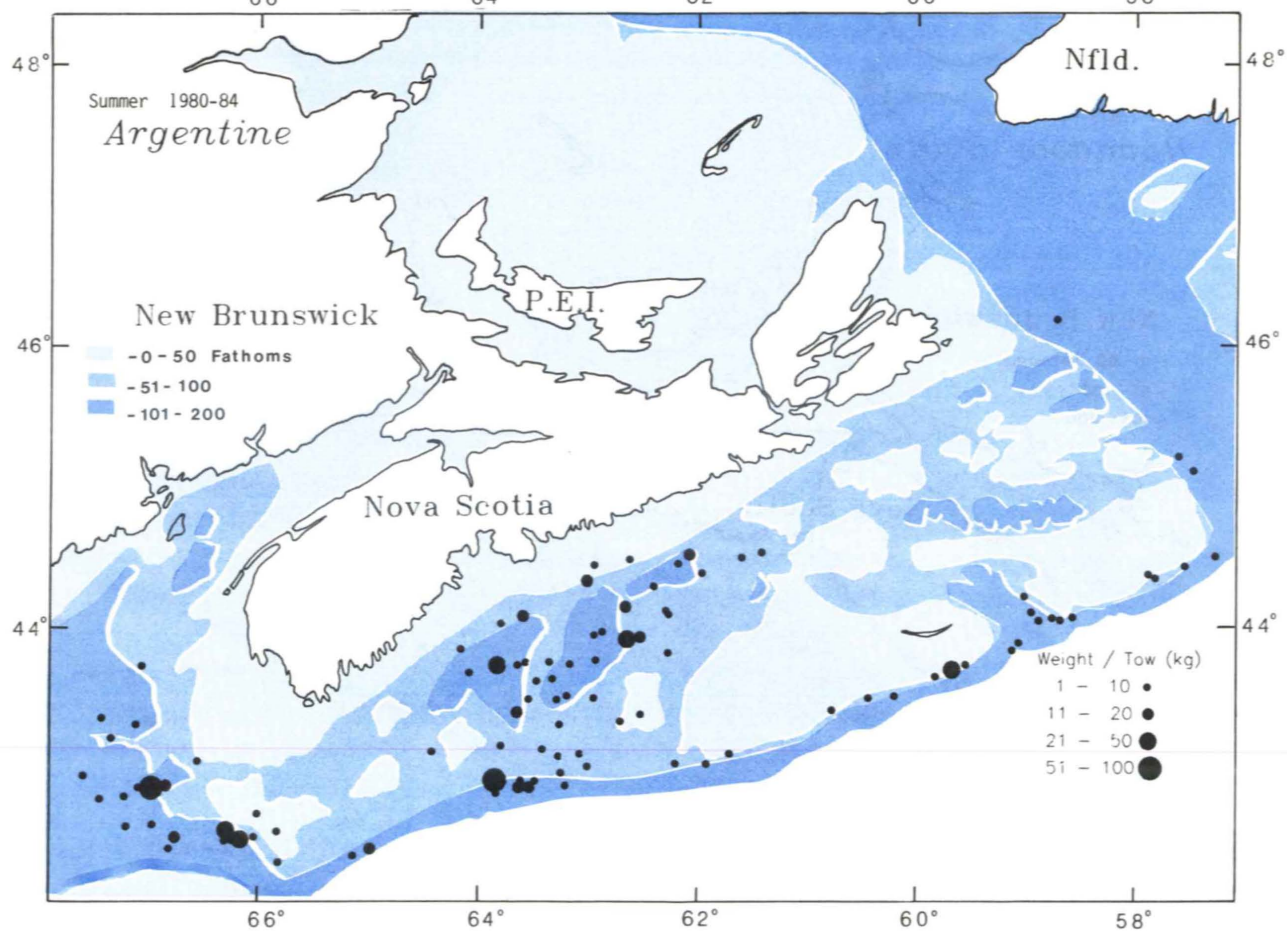 48° Nfld. 48°
Summer 1980-84
Argentine
New Brunswick
P.E.I.
46° 46°
-0-50 Fathoms
-51-100
-101-200
Nova Scotia
44° 44°
Weight / Tow (kg)
1 - 10
11 - 20
21 - 50
51 - 100
66° 64° 62° 60° 58°